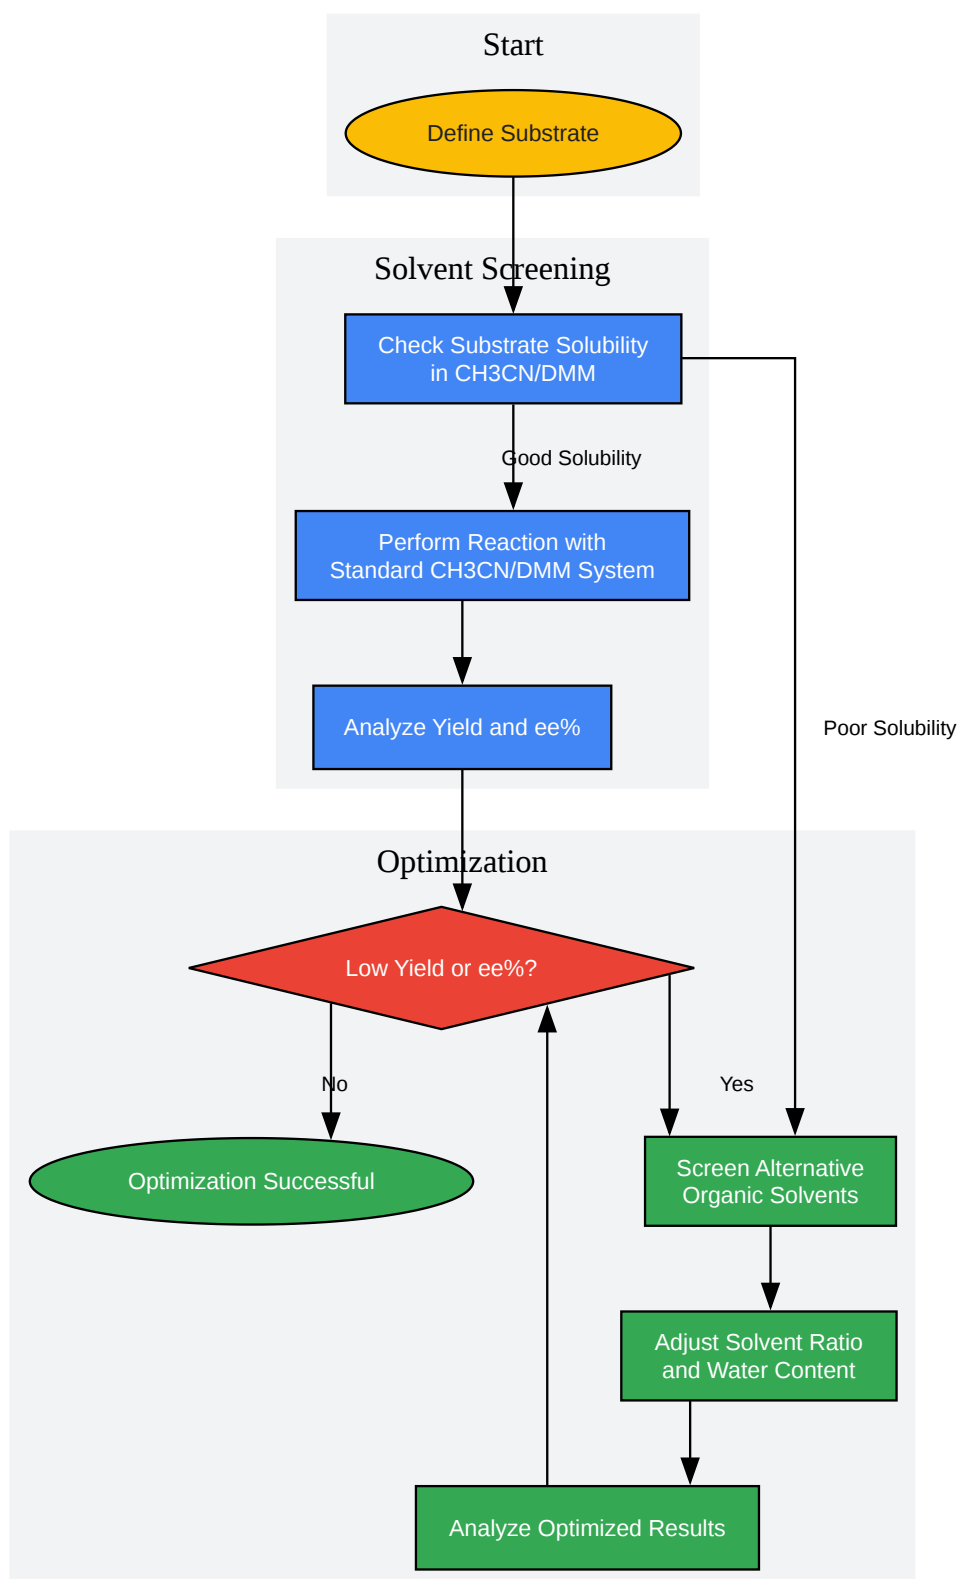 Start
Define Substrate
Solvent Screening
Check Substrate Solubility
in CH3CN/DMM
Good Solubility
Perform Reaction with
Standard CH3CN/DMM System
Analyze Yield and ee%
Poor Solubility
Optimization
Low Yield or ee%?
No
Yes
Optimization Successful
Screen Alternative
Organic Solvents
Adjust Solvent Ratio
and Water Content
Analyze Optimized Results